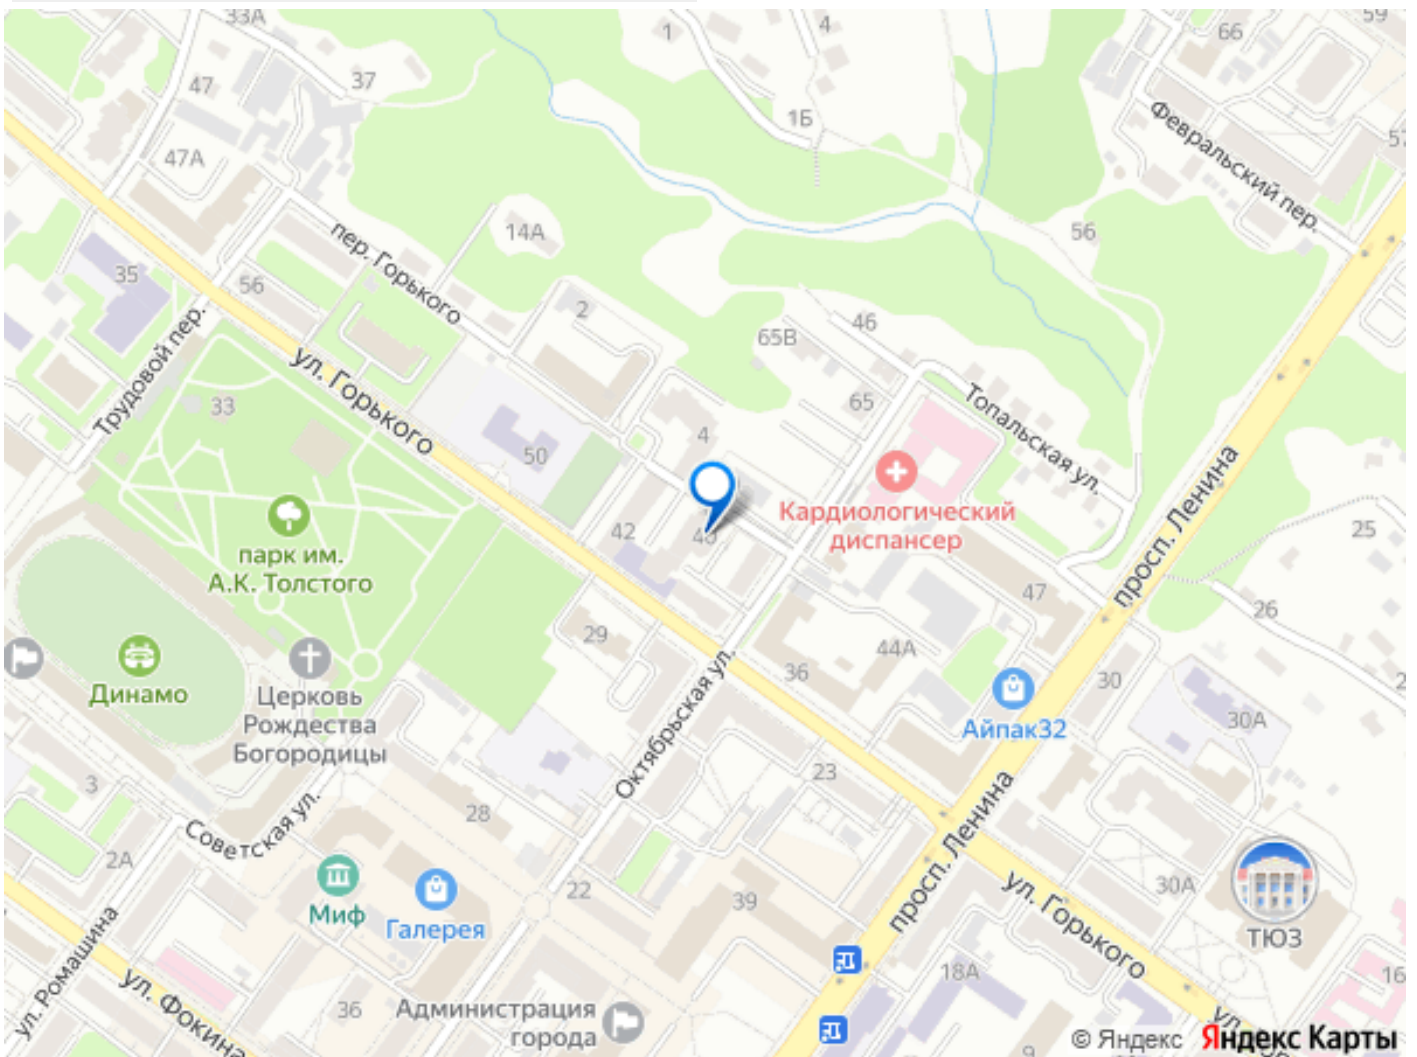 33А
1
4
59
66
47
37
1Б
Февральский пер.
57
47А
14А
56
пер. Горького
35
56
2
46
65В
Трудовой пер.
ул. Горького
33
65
Топальская ул.
4
50
Кардиологический
диспансер
просп. Ленина
25
42
40
парк им.
А.К. Толстого
47
26
29
44А
36
30
Динамо
Церковь
Рождества
Богородицы
Октябрьская ул.
Айпак32
30А
23
3
28
Советская ул.
просп. Ленина
2А
22
39
30А
Миф
Галерея
ул. Горького
ТЮЗ
ул. Ромашина
ул. Фокина
18А
16
36
Администрация
города
9
© Яндекс Яндекс Карты